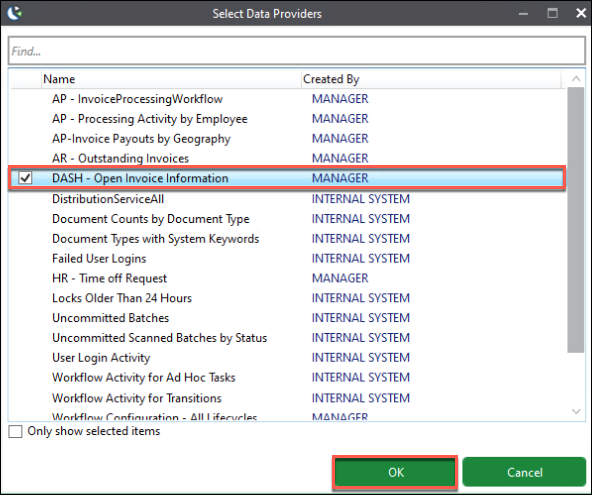 Select Data Providers
Find...
Name Created By
AP - InvoiceProcessingWorkflow MANAGER
AP - Processing Activity by Employee MANAGER
AP-Invoice Payouts by Geography MANAGER
AR - Outstanding Invoices MANAGER
DASH - Open Invoice Information MANAGER
DistributionServiceAll INTERNAL SYSTEM
Document Counts by Document Type INTERNAL SYSTEM
Document Types with System Keywords INTERNAL SYSTEM
Failed User Logins INTERNAL SYSTEM
HR - Time off Request MANAGER
Locks Older Than 24 Hours INTERNAL SYSTEM
Uncommitted Batches INTERNAL SYSTEM
Uncommitted Scanned Batches by Status INTERNAL SYSTEM
User Login Activity INTERNAL SYSTEM
Workflow Activity for Ad Hoc Tasks INTERNAL SYSTEM
Workflow Activity for Transitions INTERNAL SYSTEM
Workflow Configuration - All Lifecycles MANAGER
Only show selected items
OK Cancel